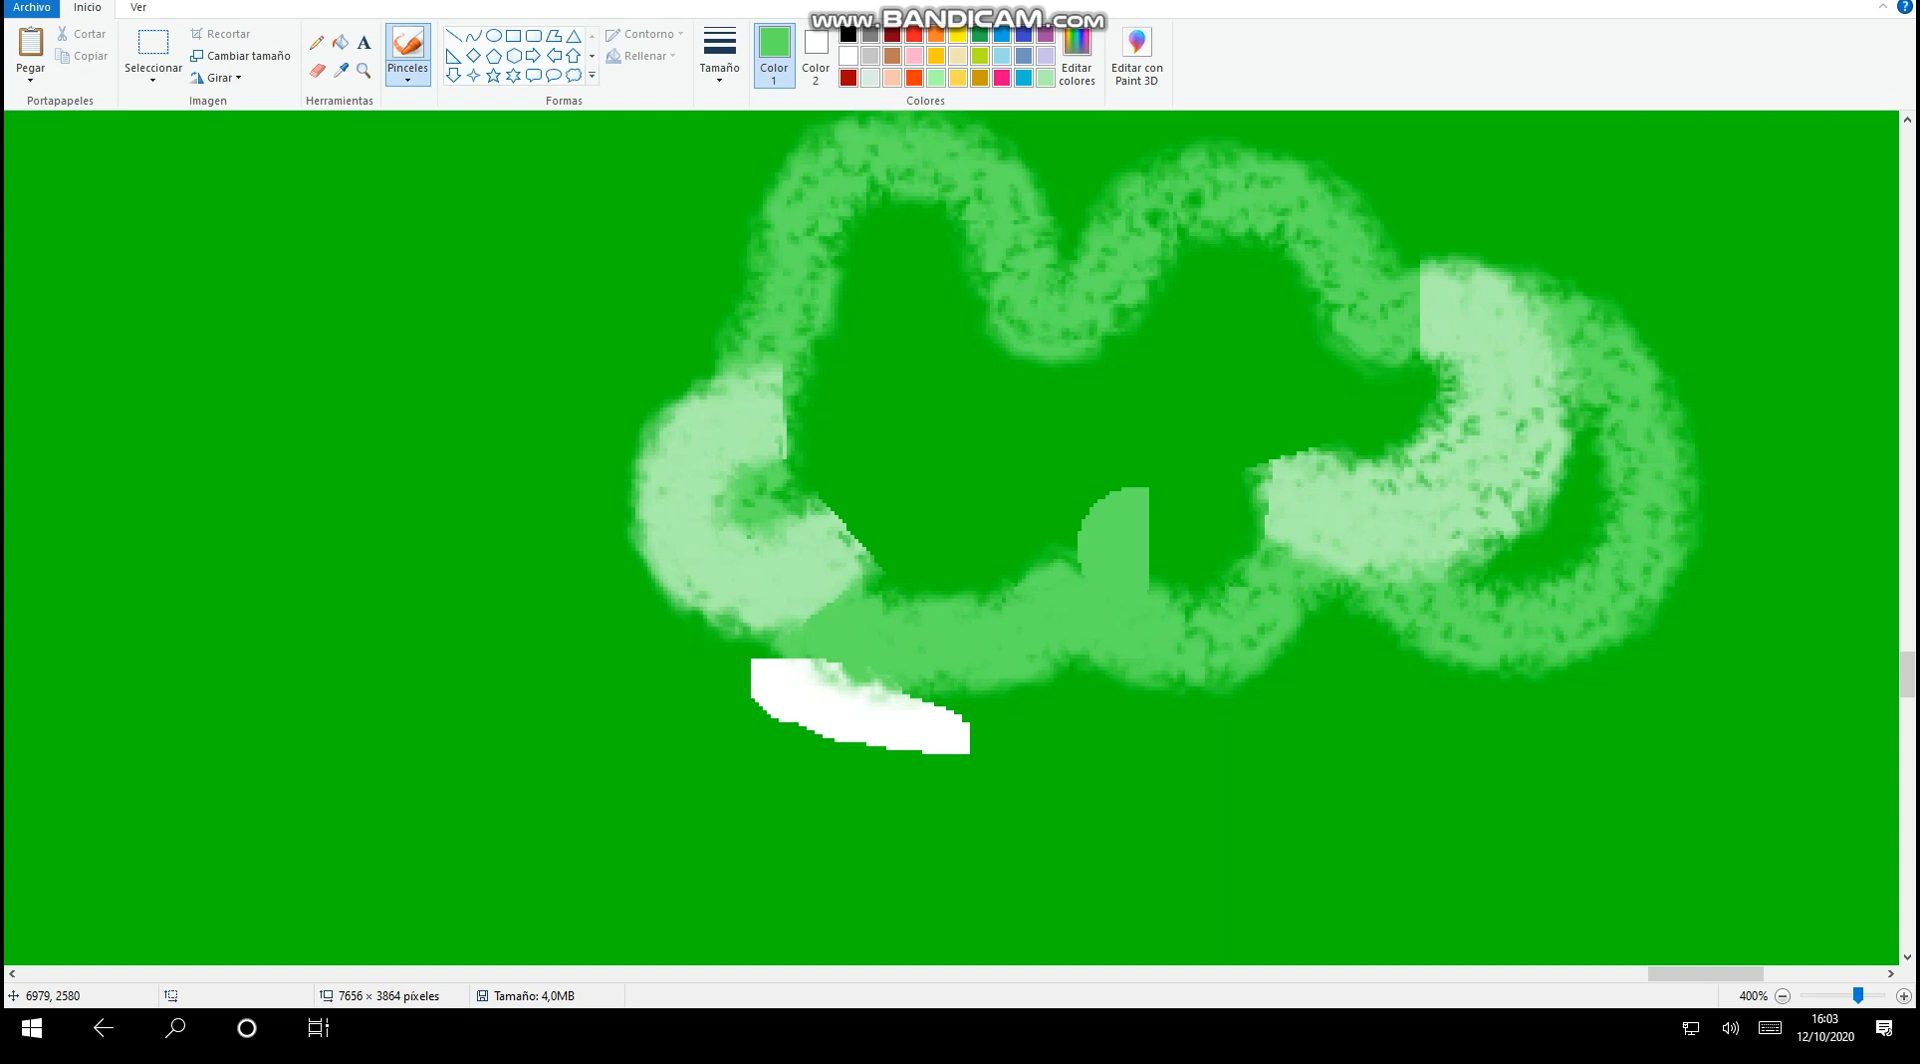 Archivo Inicio Ver
www.BANDICAM.com
Pegar
Cortar
Copiar
Portapapeles
Seleccionar
Recortar
Cambiar tamaño
Girar
Imagen
A
Herramientas
Pinceles
Contorno
Rellenar
Formas
Tamaño
Color
1
Color
2
Editar
colores
Colores
Editar con
Paint 3D
?
6979, 2580
7656 × 3864 píxeles
Tamaño: 4,0MB
400%
16:03
12/10/2020